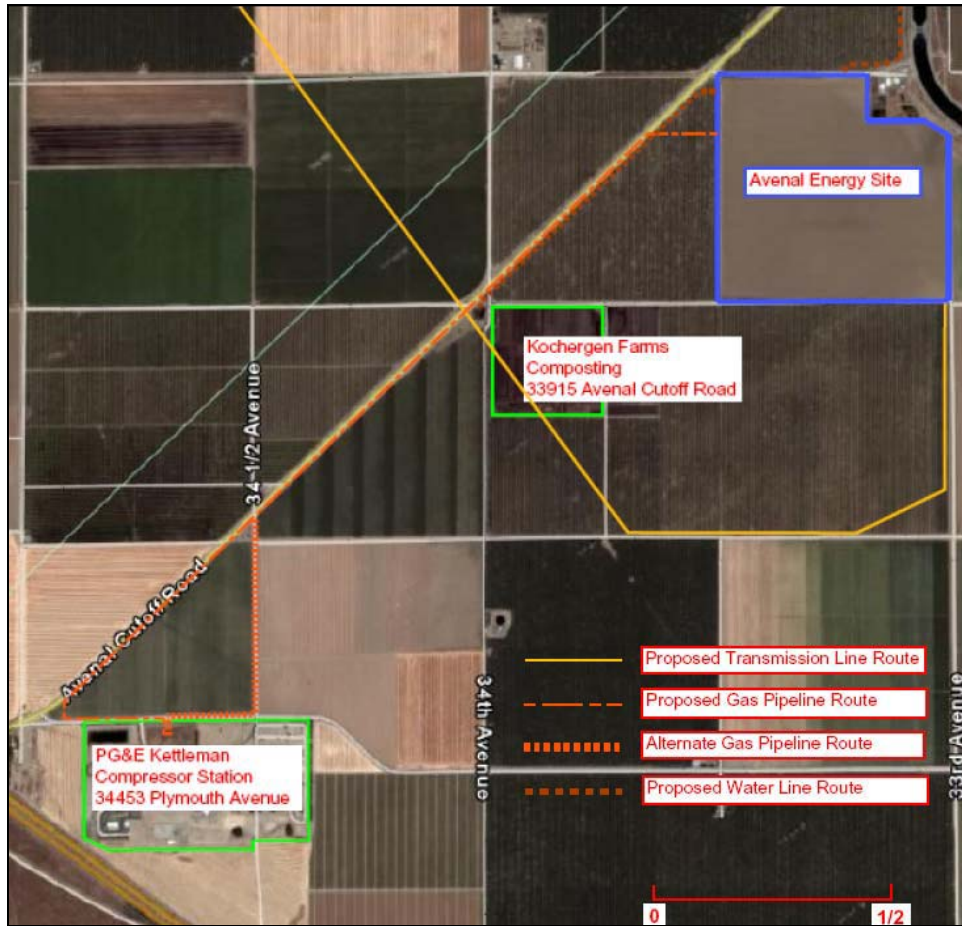 Avenal Energy Site
Kochergen Farms
Composting
33915 Avenal Cutoff Road
34-1/2 Avenue
Avenal Cutoff Road
PG&E Kettleman
Compressor Station
34453 Plymouth Avenue
34th Avenue
33rd Avenue
Proposed Transmission Line Route
Proposed Gas Pipeline Route
Alternate Gas Pipeline Route
Proposed Water Line Route
0
1/2